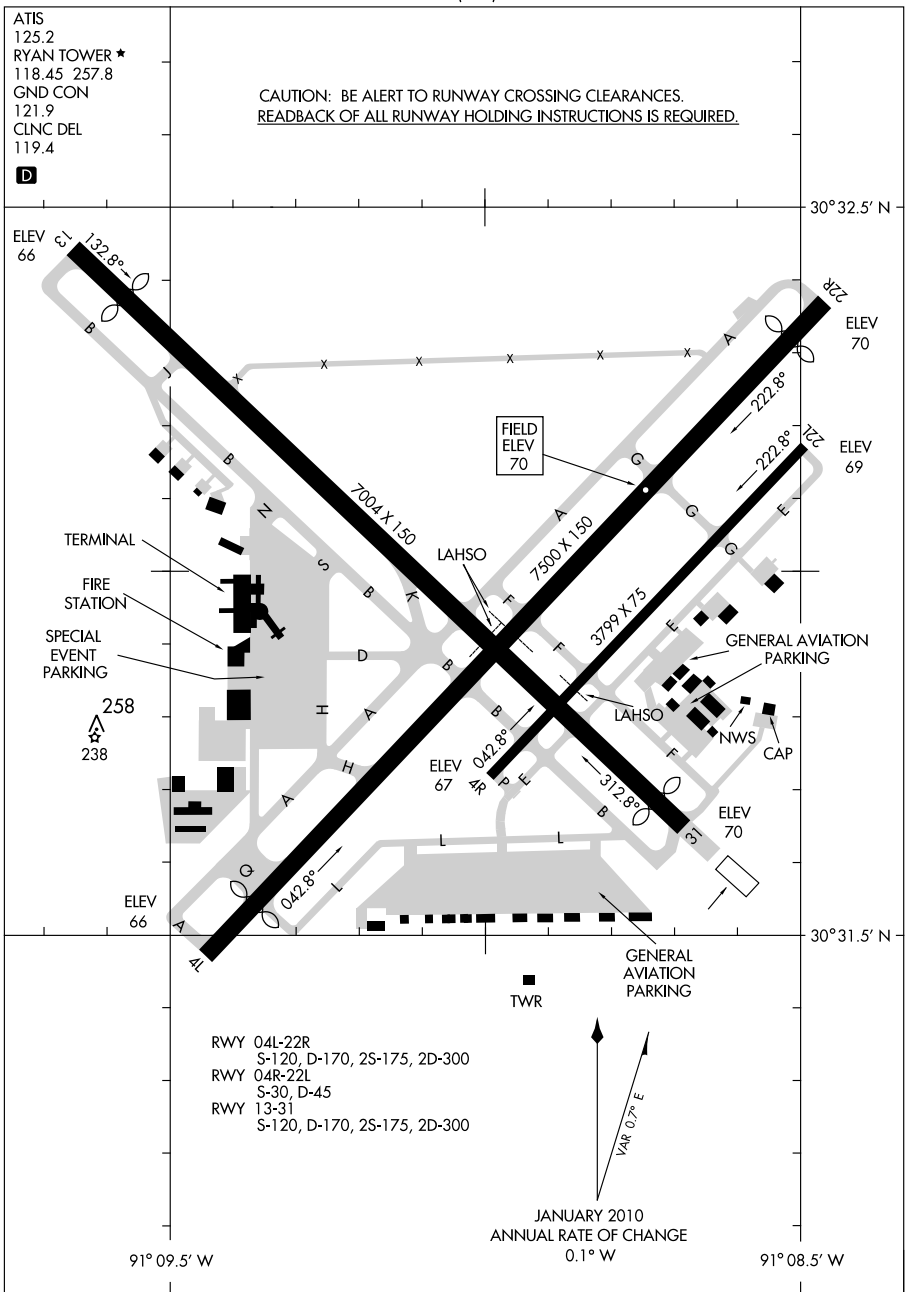 ATIS
125.2
RYAN TOWER ★
118.45 257.8
GND CON
121.9
CLNC DEL
119.4
D
CAUTION: BE ALERT TO RUNWAY CROSSING CLEARANCES.
READBACK OF ALL RUNWAY HOLDING INSTRUCTIONS IS REQUIRED.
30°32.5' N
ELEV
66
13
132.8°
22R
ELEV
70
B
A
J
X
X
X
X
X
X
222.8°
FIELD
ELEV
70
22L
ELEV
69
222.8°
B
G
7004 X 150
A
G
E
N
7500 X 150
G
TERMINAL
LAHSO
S
FIRE
STATION
B
K
F
3799 X 75
E
SPECIAL
EVENT
PARKING
D
B
F
GENERAL AVIATION
PARKING
258
238
H
A
B
LAHSO
NWS
CAP
H
ELEV
67
4R
042.8°
P
E
F
312.8°
A
B
31
ELEV
70
L
L
Q
042.8°
L
ELEV
66
A
4L
30°31.5' N
GENERAL
AVIATION
PARKING
TWR
RWY 04L-22R
S-120, D-170, 2S-175, 2D-300
RWY 04R-22L
S-30, D-45
RWY 13-31
S-120, D-170, 2S-175, 2D-300
VAR 0.7° E
JANUARY 2010
ANNUAL RATE OF CHANGE
0.1° W
91° 09.5' W
91° 08.5' W